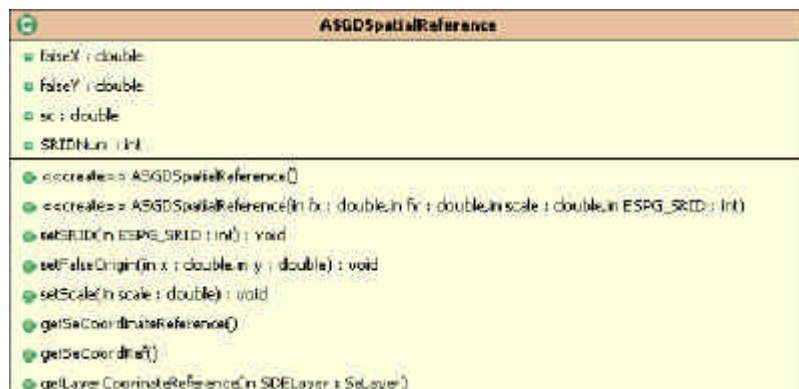 ASGDSpatialReference
falseX : double
falseY : double
sc : double
SRIDNum : int
<<create>> ASGDSpatialReference()
<<create>> ASGDSpatialReference(in fx : double,in fy : double,in scale : double,in ESPG_SRID : int)
setSRID(in ESPG_SRID : int) : void
setFalseOrigin(in x : double,in y : double) : void
setScale(in scale : double) : void
getSeCoordinateReference()
getSeCoordRef()
getLayerCoorinateReference(in SDELayer : SeLayer)